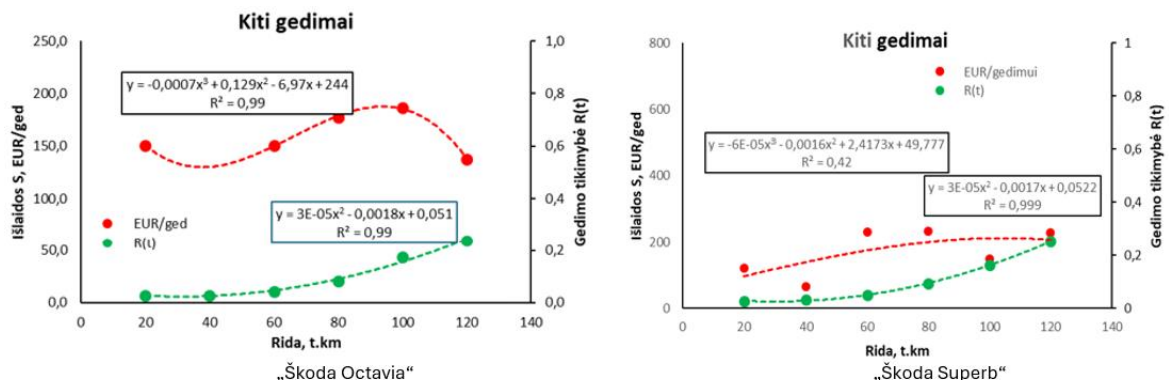 Kiti gedimai
250,0
200,0
150,0
100,0
50,0
0,0
Išlaidos S, EUR/ged
1,0
0,8
0,6
0,4
0,2
0,0
Gedimo tikimybė R(t)
y = -0,0007x³ + 0,129x² - 6,97x + 244
R² = 0,99
y = 3E-05x² - 0,0018x + 0,051
R² = 0,99
EUR/ged
R(t)
0 20 40 60 80 100 120 140
Rida, t.km
„Škoda Octavia“
Kiti gedimai
800
600
400
200
0
Išlaidos S, EUR/ged
1
0,8
0,6
0,4
0,2
0
Gedimo tikimybė R(t)
EUR/gedimui
R(t)
y = -6E-05x³ - 0,0016x² + 2,4173x + 49,777
R² = 0,42
y = 3E-05x² - 0,0017x + 0,0522
R² = 0,999
0 20 40 60 80 100 120 140
Rida, t.km
„Škoda Superb“